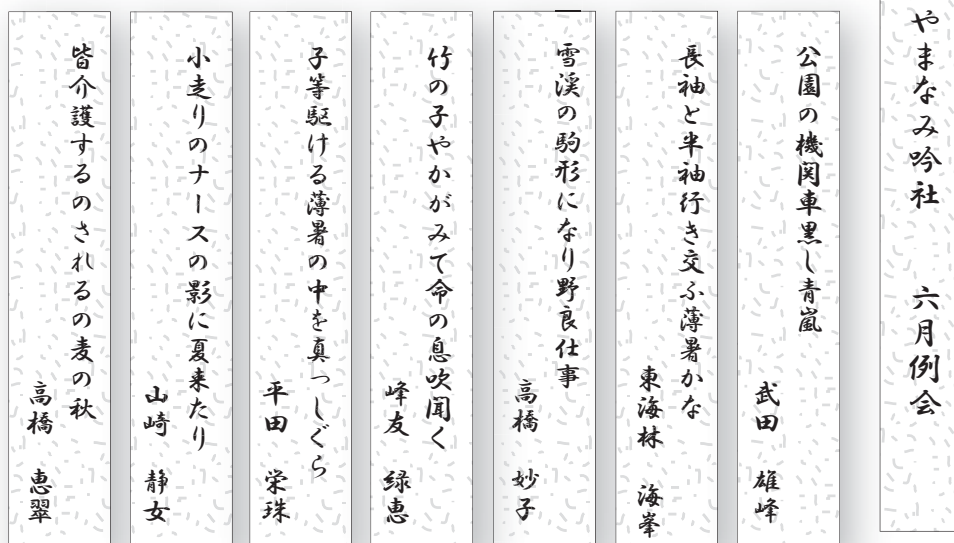 やまなみ吟社　六月例会
公園の機関車黒し青嵐
武田　雄峰
長袖と半袖行き交ふ薄暑かな
東海林　海峯
雪渓の駒形になり野良仕事
高橋　妙子
竹の子やかがみて命の息吹聞く
峰友　緑恵
子等駆ける薄暑の中を真っしぐら
平田　栄珠
小走りのナースの影に夏来たり
山崎　静女
皆介護するのされるの麦の秋
高橋　恵翠